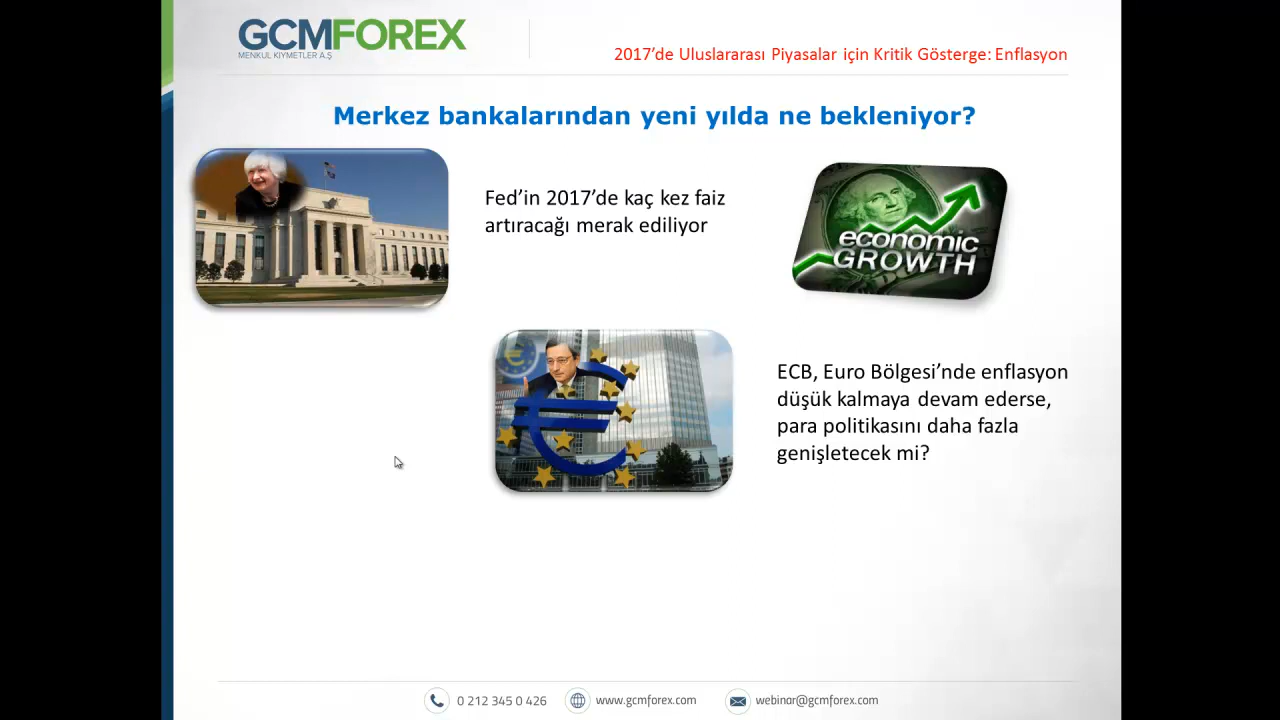 GCMFOREX
MENKUL KIYMETLER A.Ş
2017’de Uluslararası Piyasalar için Kritik Gösterge: Enflasyon
Merkez bankalarından yeni yılda ne bekleniyor?
Fed’in 2017’de kaç kez faiz
artıracağı merak ediliyor
economic
GROWTH
ECB, Euro Bölgesi’nde enflasyon
düşük kalmaya devam ederse,
para politikasını daha fazla
genişletecek mi?
0 212 345 0 426
www.gcmforex.com
webinar@gcmforex.com